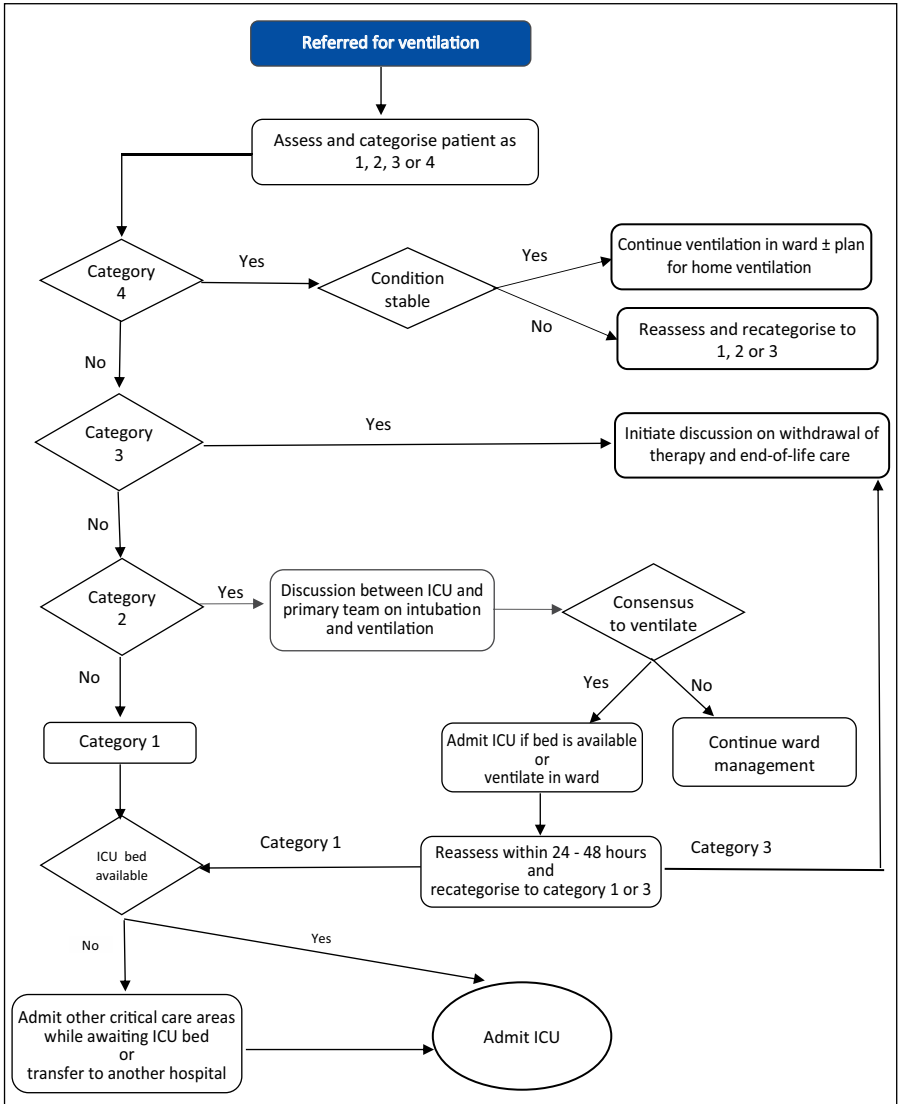 Referred for ventilation
Assess and categorise patient as
1, 2, 3 or 4
Category
4
Yes
Condition
stable
Yes
Continue ventilation in ward ± plan
for home ventilation
No
Reassess and recategorise to
1, 2 or 3
No
Category
3
Yes
Initiate discussion on withdrawal of
therapy and end-of-life care
No
Category
2
Yes
Discussion between ICU and
primary team on intubation
and ventilation
Consensus
to ventilate
No
Yes
No
Category 1
Admit ICU if bed is available
or
ventilate in ward
Continue ward
management
ICU bed
available
Category 1
Reassess within 24 - 48 hours
and
recategorise to category 1 or 3
Category 3
No
Yes
Admit other critical care areas
while awaiting ICU bed
or
transfer to another hospital
Admit ICU